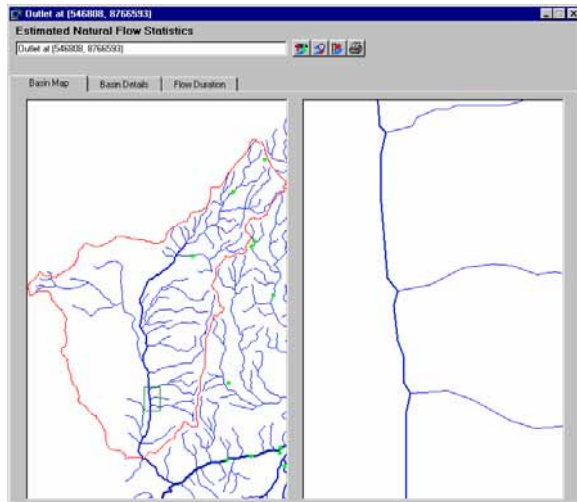 Outlet at (546808, 8766593)
Estimated Natural Flow Statistics
Outlet at (546808, 8766593)
Basin Map Basin Details Flow Duration